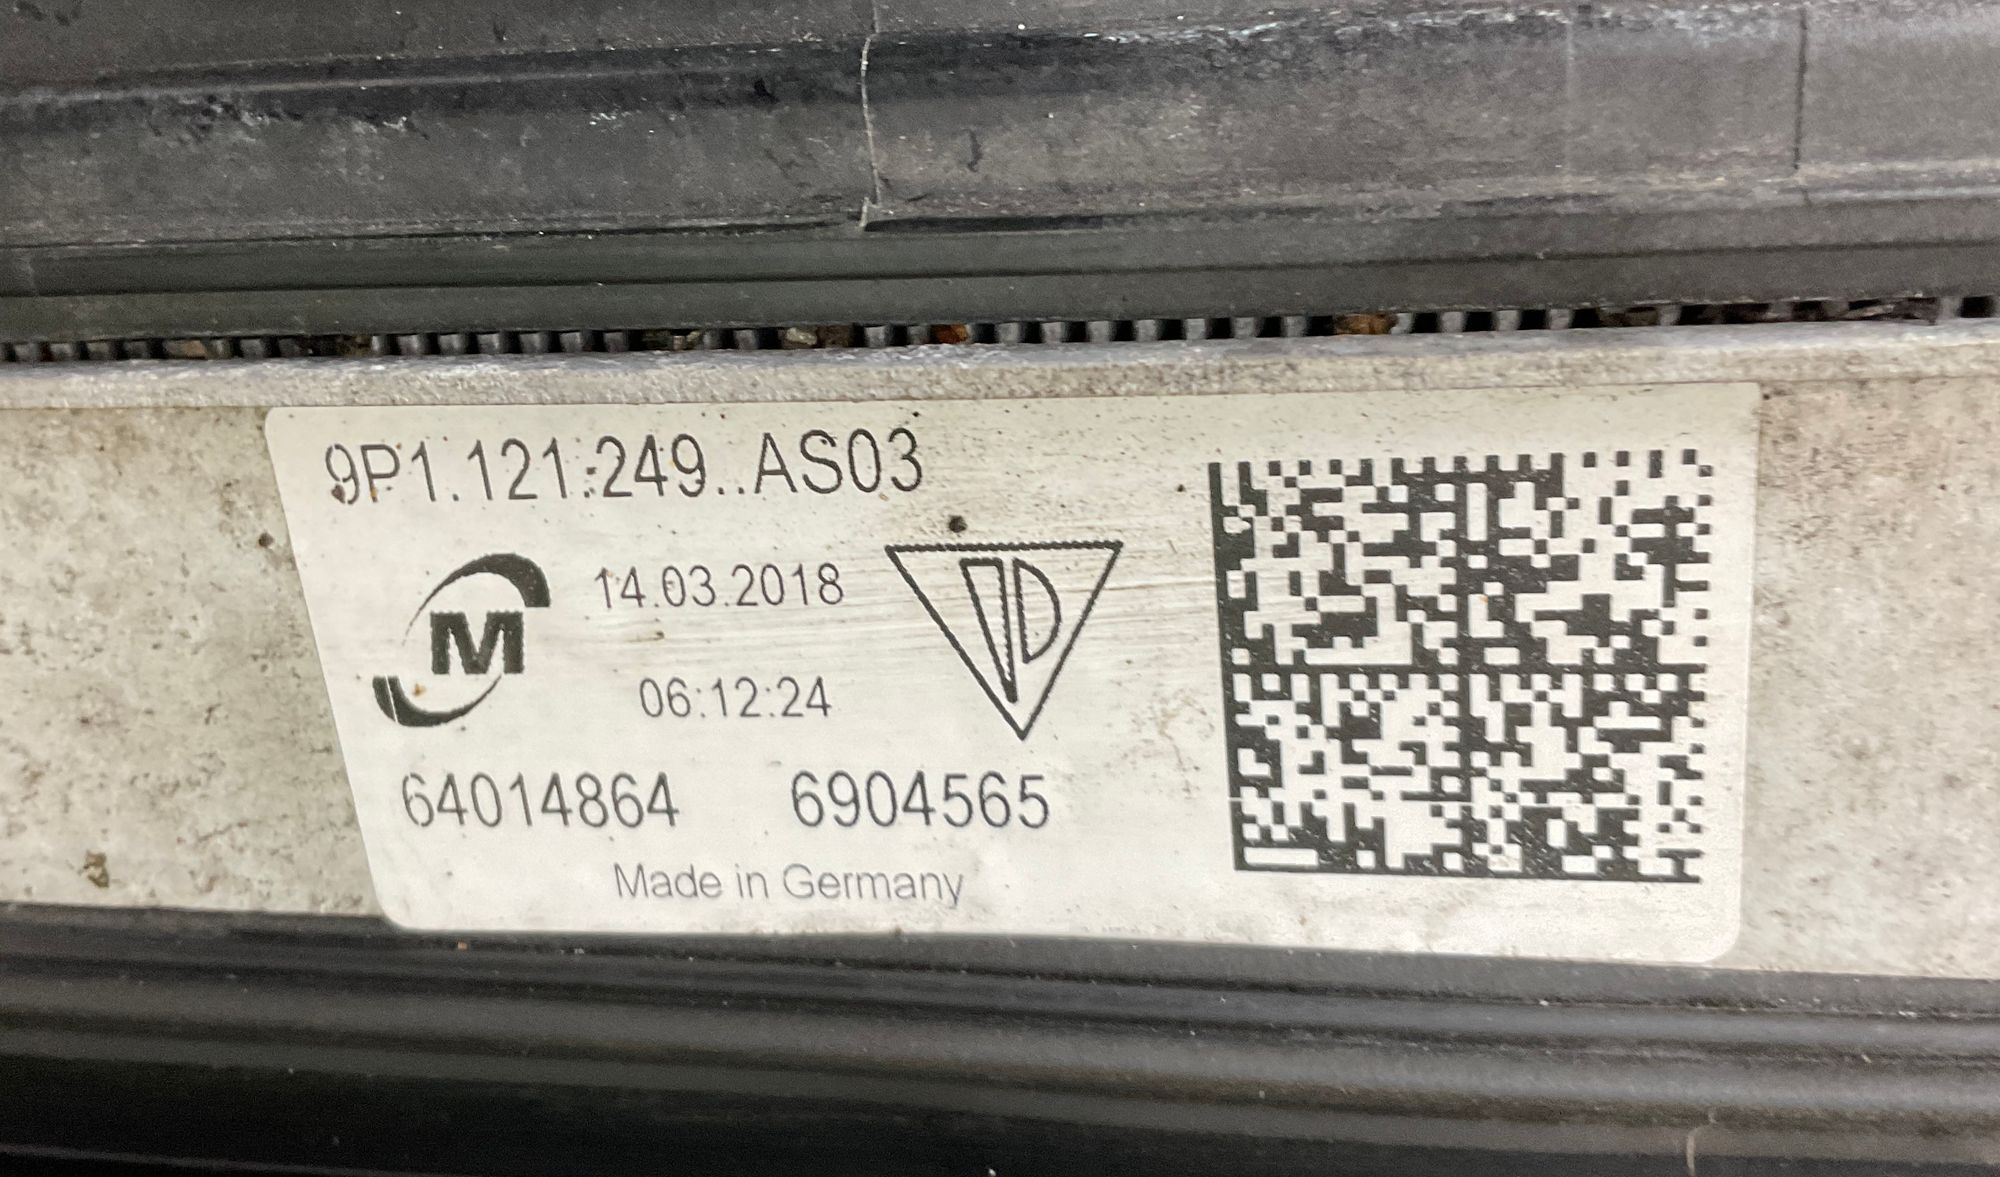 9P1.121.249..AS03
M
14.03.2018
06:12:24
64014864 6904565
Made in Germany